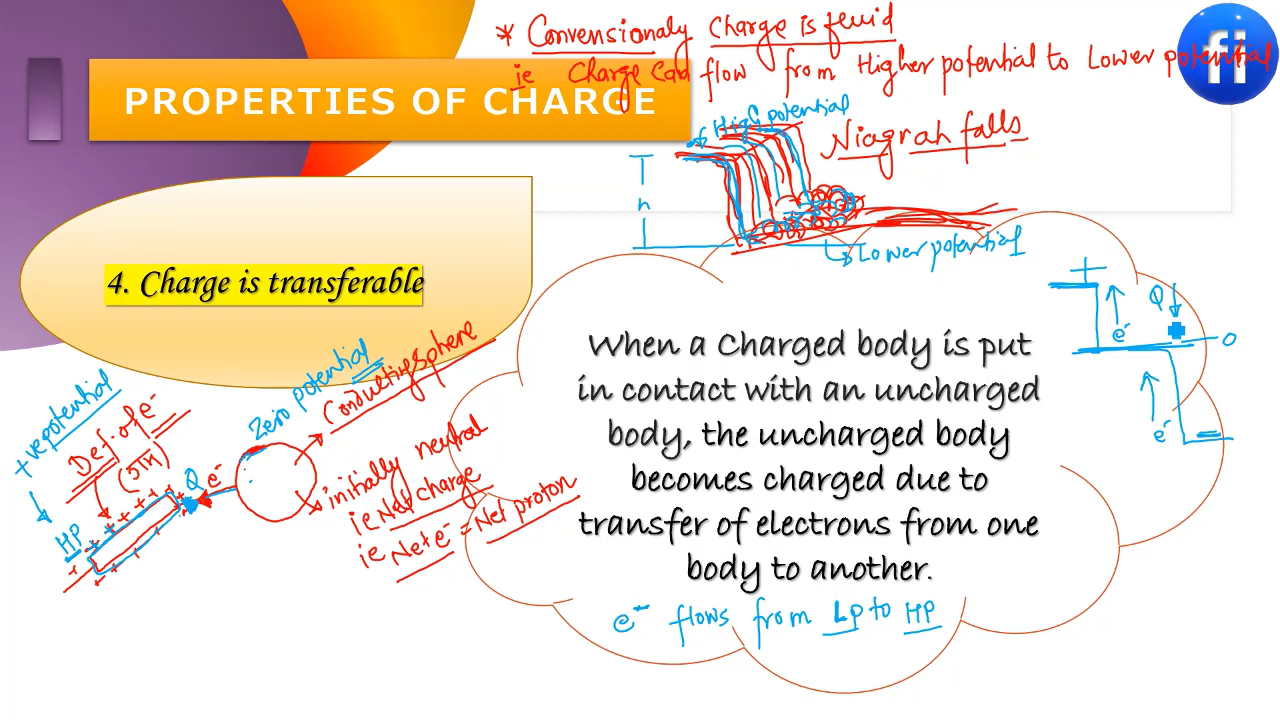 * Convensionaly Charge is fluid
ie Charge Can flow from Higher potential to Lower potential
fi
PROPERTIES OF CHARGE
High potential
Niagrah falls
h
Lower potential
4. Charge is transferable
+
Q
e-
0
e-
When a Charged body is put
in contact with an uncharged
body, the uncharged body
becomes charged due to
transfer of electrons from one
body to another.
e- flows from LP to HP
Zero potential
Conducting sphere
+ve potential
Def. of e-
HP
Q
e-
initially neutral
ie Net charge
ie Net e- = Net proton